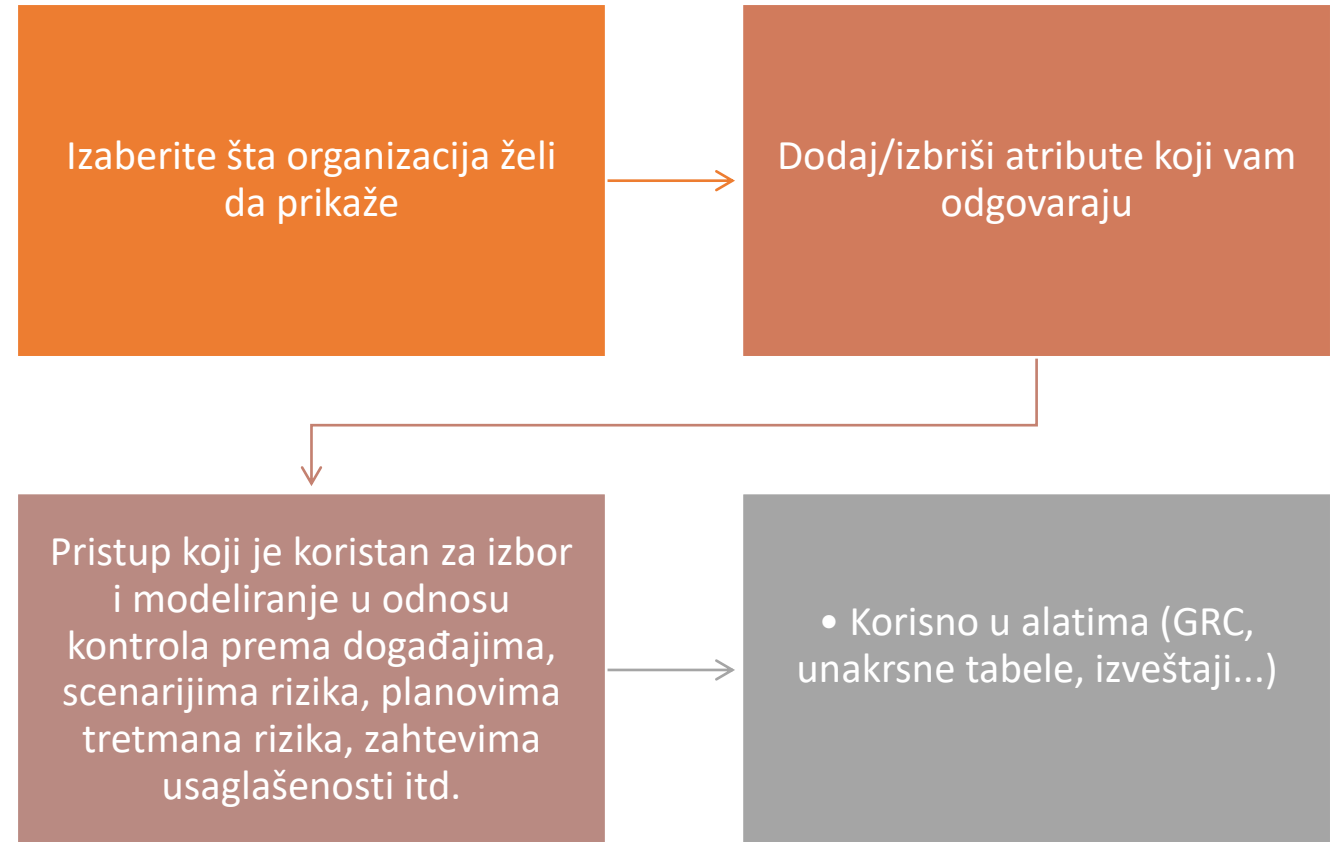 Izaberite šta organizacija želi
da prikaže
Dodaj/izbriši atribute koji vam
odgovaraju
Pristup koji je koristan za izbor
i modeliranje u odnosu
kontrola prema događajima,
scenarijima rizika, planovima
tretmana rizika, zahtevima
usaglašenosti itd.
• Korisno u alatima (GRC,
unakrsne tabele, izveštaji...)